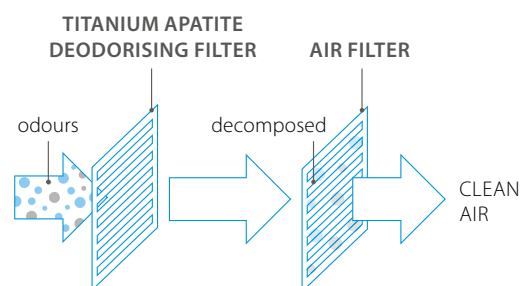 TITANIUM APATITE
DEODORISING FILTER
AIR FILTER
odours
decomposed
CLEAN
AIR